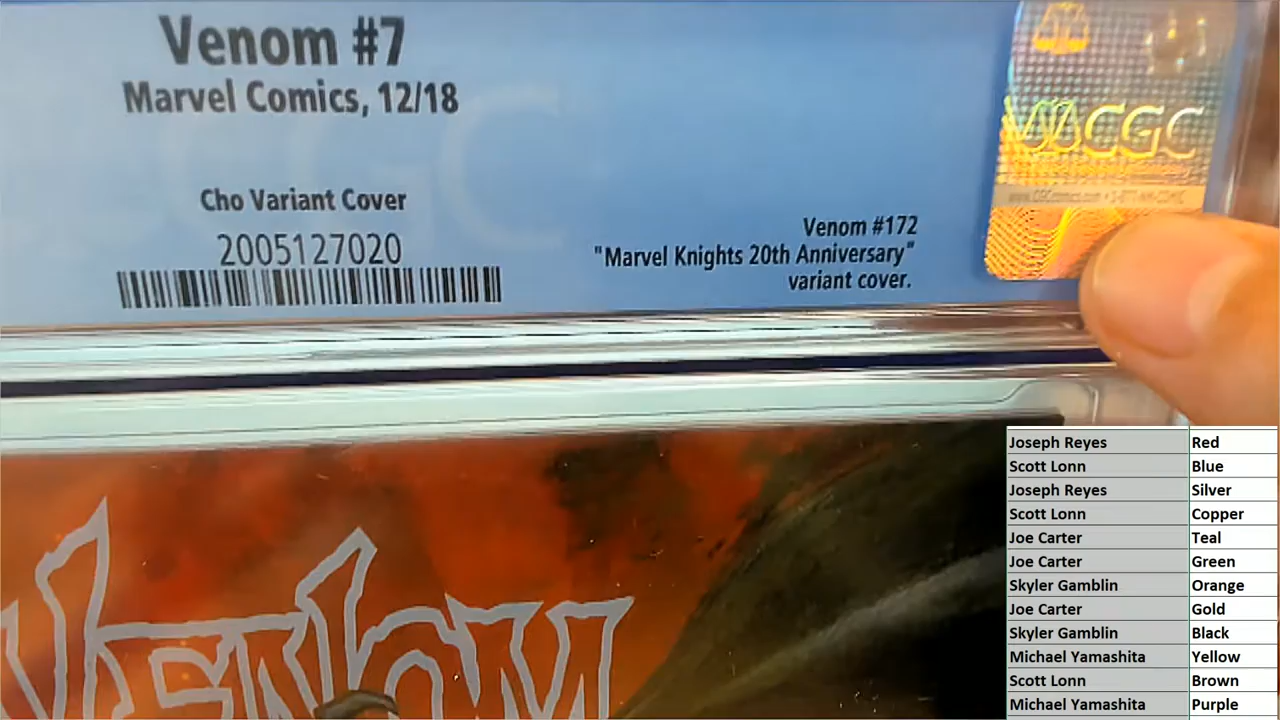 Venom #7
Marvel Comics, 12/18
Cho Variant Cover
2005127020
Venom #172
"Marvel Knights 20th Anniversary"
variant cover.
CGC
VENOM
Joseph Reyes Red
Scott Lonn Blue
Joseph Reyes Silver
Scott Lonn Copper
Joe Carter Teal
Joe Carter Green
Skyler Gamblin Orange
Joe Carter Gold
Skyler Gamblin Black
Michael Yamashita Yellow
Scott Lonn Brown
Michael Yamashita Purple